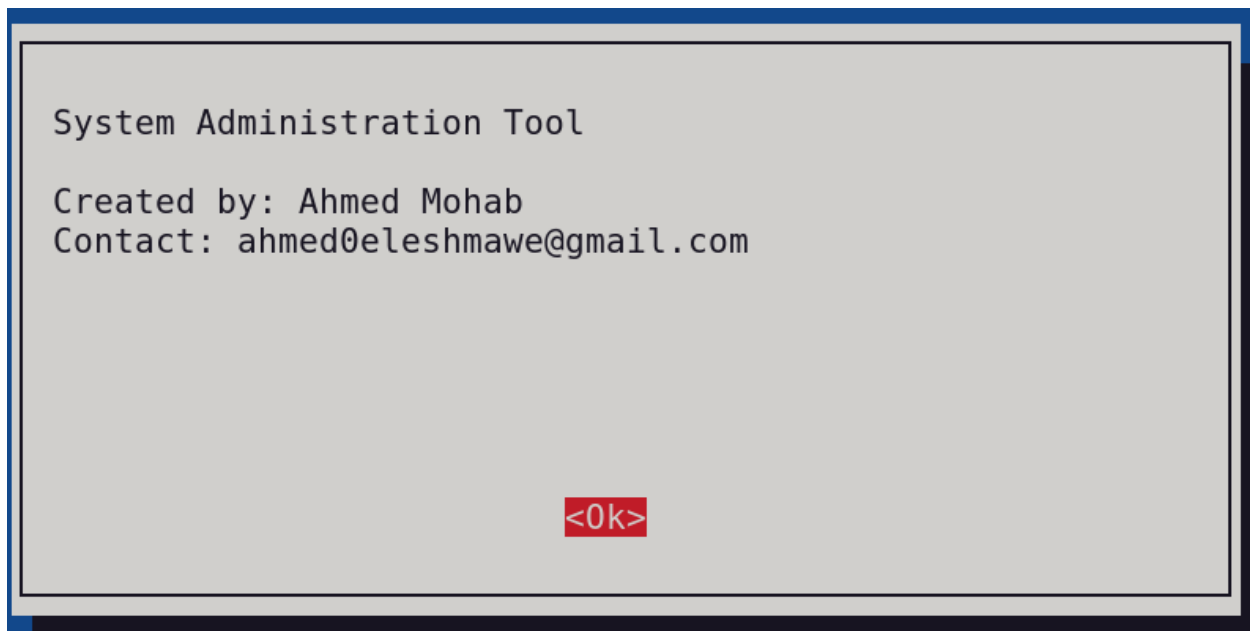 System Administration Tool
Created by: Ahmed Mohab
Contact: ahmed0eleshmawe@gmail.com
<Ok>